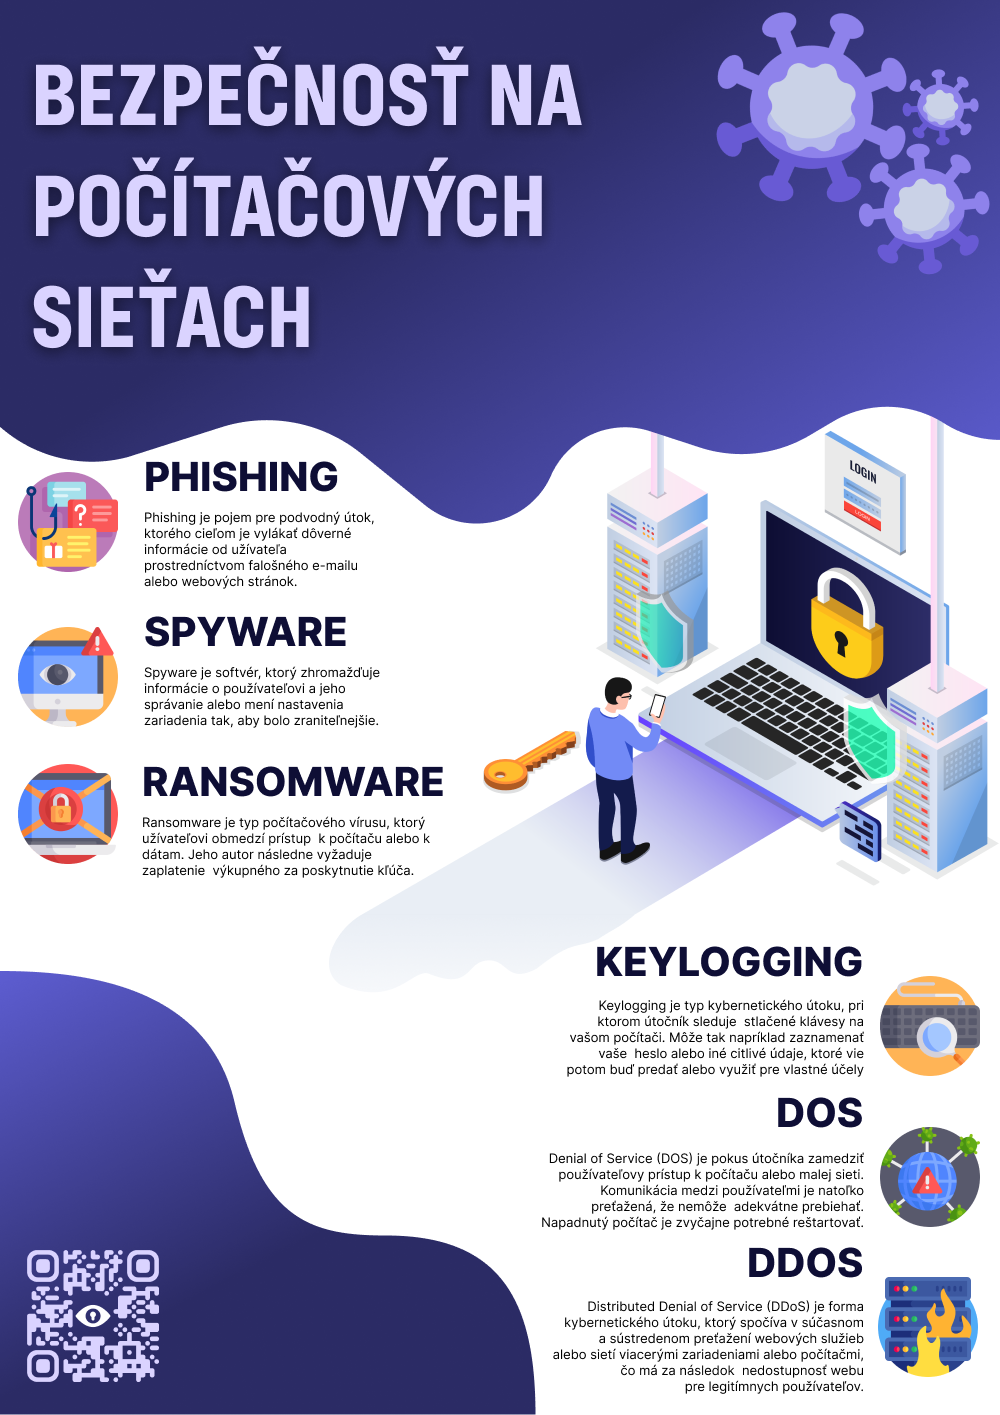 BEZPEČNOSŤ NA
POČÍTAČOVÝCH
SIEŤACH
PHISHING
Phishing je pojem pre podvodný útok,
ktorého cieľom je vylákať dôverné
informácie od užívateľa
prostredníctvom falošného e-mailu
alebo webových stránok.
SPYWARE
Spyware je softvér, ktorý zhromažďuje
informácie o používateľovi a jeho
správanie alebo mení nastavenia
zariadenia tak, aby bolo zraniteľnejšie.
RANSOMWARE
Ransomware je typ počítačového vírusu, ktorý
užívateľovi obmedzí prístup  k počítaču alebo k
dátam. Jeho autor následne vyžaduje
zaplatenie  výkupného za poskytnutie kľúča.
LOGIN
LOGIN
KEYLOGGING
Keylogging je typ kybernetického útoku, pri
ktorom útočník sleduje  stlačené klávesy na
vašom počítači. Môže tak napríklad zaznamenať
vaše  heslo alebo iné citlivé údaje, ktoré vie
potom buď predať alebo využiť pre vlastné účely
DOS
Denial of Service (DOS) je pokus útočníka zamedziť
používateľovy prístup k počítaču alebo malej sieti.
Komunikácia medzi používateľmi je natoľko
preťažená, že nemôže  adekvátne prebiehať.
Napadnutý počítač je zvyčajne potrebné reštartovať.
DDOS
Distributed Denial of Service (DDoS) je forma
kybernetického útoku, ktorý spočíva v súčasnom
a sústredenom preťažení webových služieb
alebo sietí viacerými zariadeniami alebo počítačmi,
čo má za následok  nedostupnosť webu
pre legitímnych používateľov.